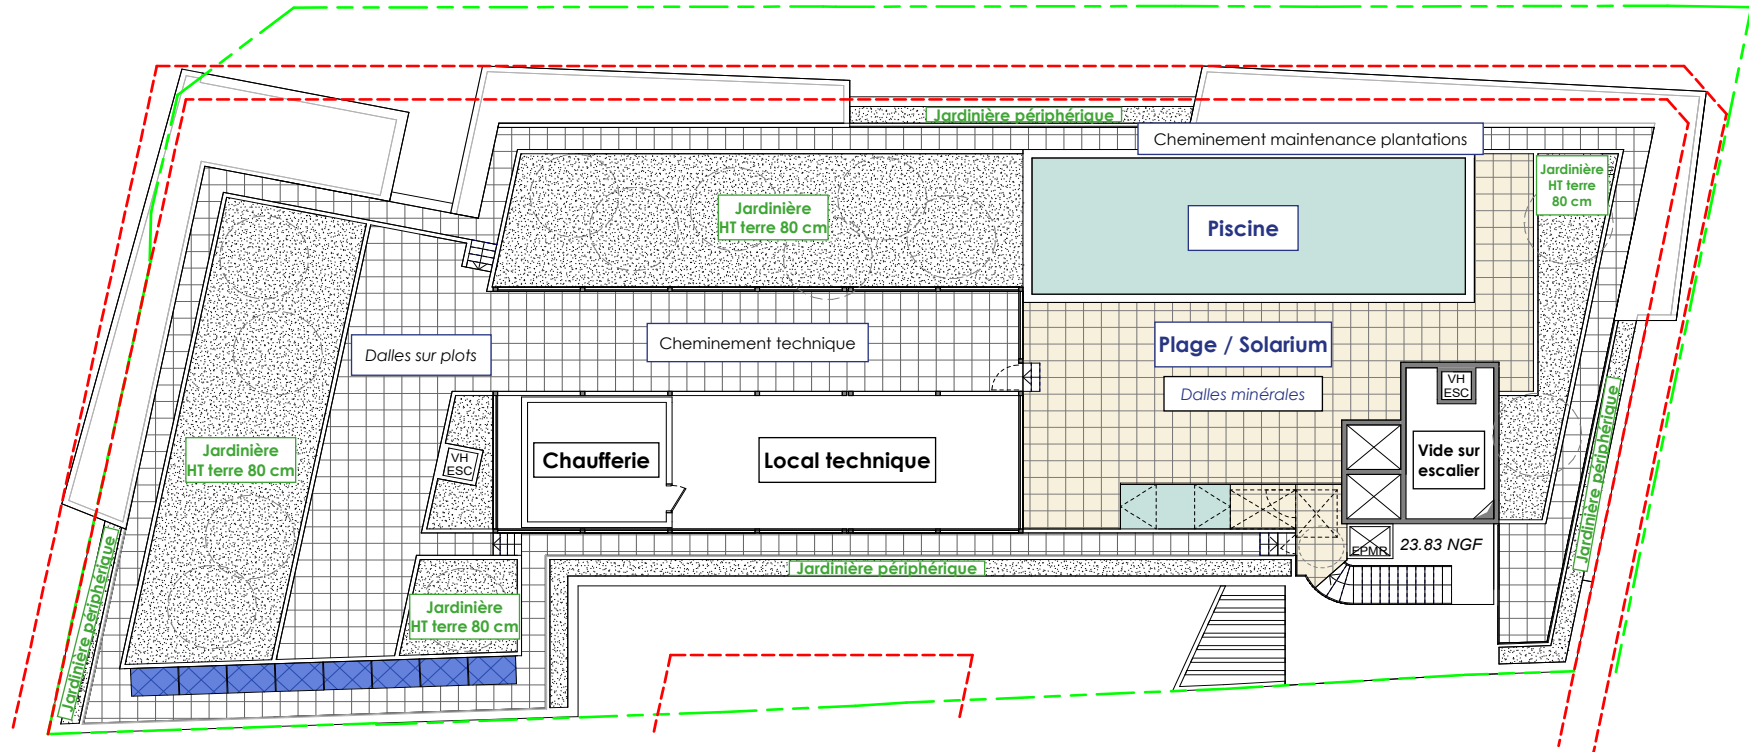 Jardinière périphérique
Cheminement maintenance plantations
Jardinière
HT terre
80 cm
Jardinière
HT terre 80 cm
Piscine
Dalles sur plots
Cheminement technique
Plage / Solarium
Dalles minérales
VH
ESC
Jardinière
HT terre 80 cm
VH
ESC
Chaufferie
Local technique
Vide sur
escalier
Jardinière périphérique
EPMR
23.83 NGF
Jardinière périphérique
Jardinière périphérique
Jardinière
HT terre 80 cm